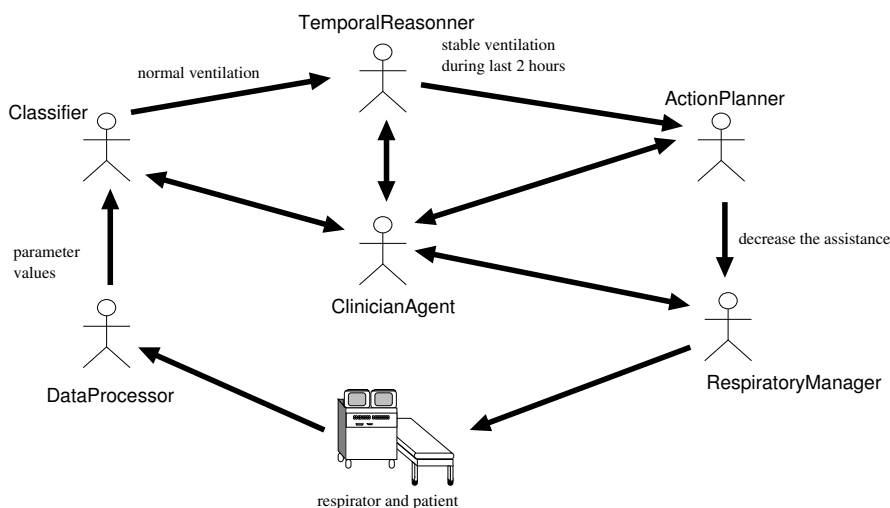 TemporalReasonner
stable ventilation
during last 2 hours
normal ventilation
ActionPlanner
Classifier
parameter
values
decrease the assistance
ClinicianAgent
DataProcessor
RespiratoryManager
respirator and patient